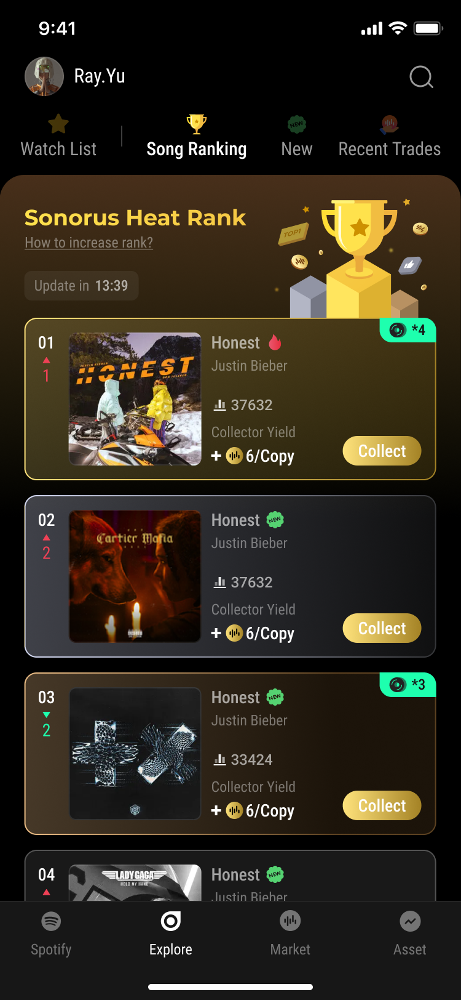 9:41
Ray.Yu
Watch List
Song Ranking
NEW
New
Recent Trades
Sonorus Heat Rank
How to increase rank?
TOP1
Update in 13:39
01
1
JUSTIN BIEBER
HONEST
DON TOLIVER
Honest
Justin Bieber
37632
Collector Yield
+ 6/Copy
*4
Collect
02
2
Cartier Mafia
Honest NEW
Justin Bieber
37632
Collector Yield
+ 6/Copy
Collect
03
2
Honest NEW
Justin Bieber
33424
Collector Yield
+ 6/Copy
*3
Collect
04
LADY GAGA
HOLD MY HAND
Honest NEW
Justin Bieber
Spotify
Explore
Market
Asset